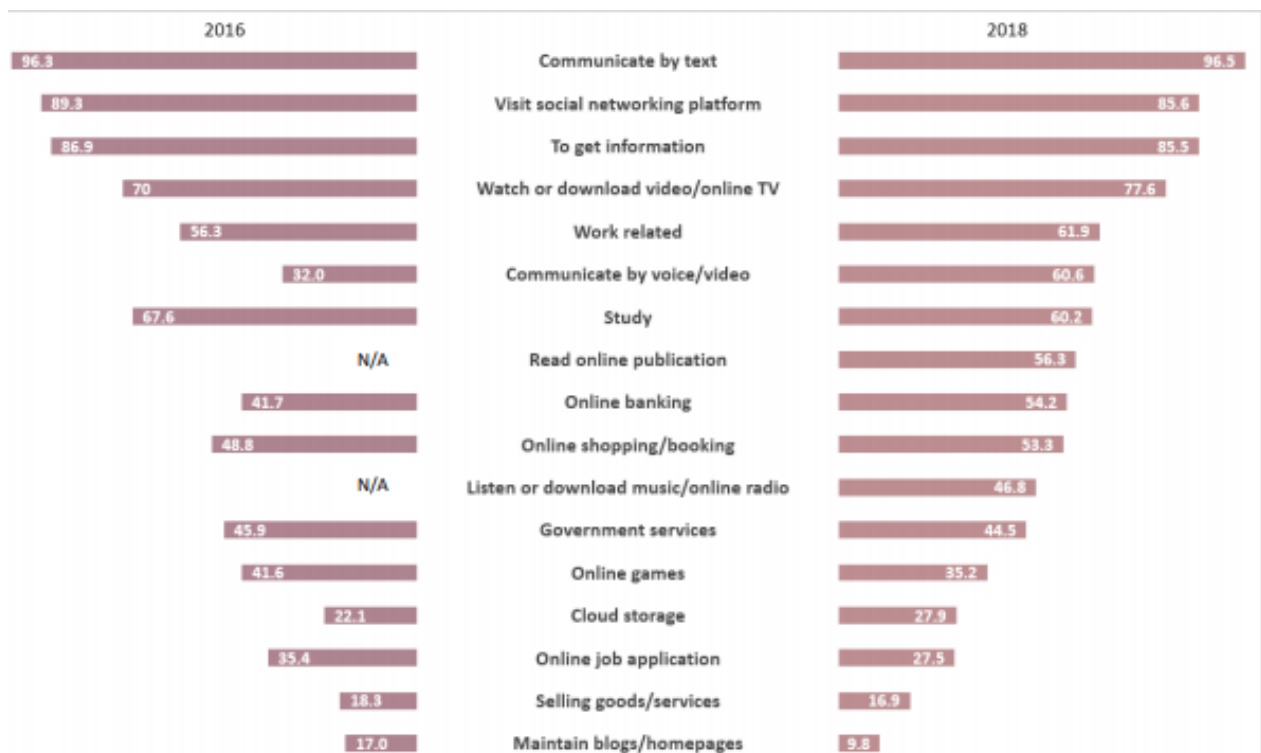 2016 2018
96.3 Communicate by text 96.5
89.3 Visit social networking platform 85.6
86.9 To get information 85.5
70 Watch or download video/online TV 77.6
56.3 Work related 61.9
32.0 Communicate by voice/video 60.6
67.6 Study 60.2
N/A Read online publication 56.3
41.7 Online banking 54.2
48.8 Online shopping/booking 53.3
N/A Listen or download music/online radio 46.8
45.9 Government services 44.5
41.6 Online games 35.2
22.1 Cloud storage 27.9
35.4 Online job application 27.5
18.3 Selling goods/services 16.9
17.0 Maintain blogs/homepages 9.8